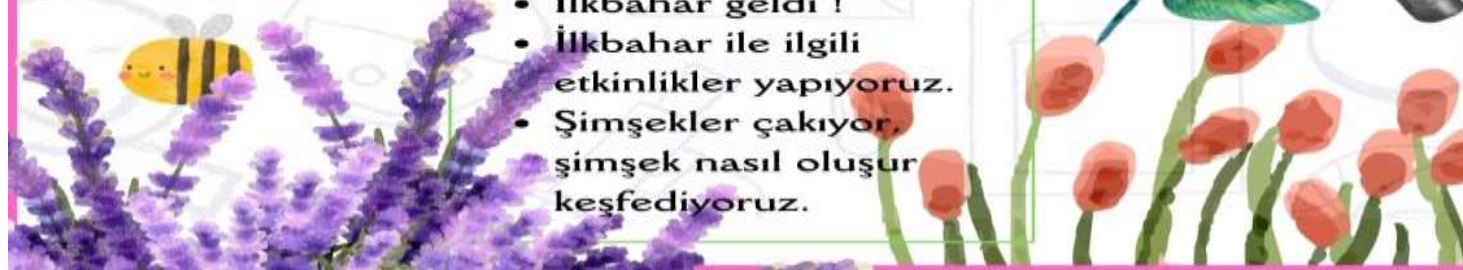 • İlkbahar geldi !
• İlkbahar ile ilgili
etkinlikler yapıyoruz.
• Şimşekler çakıyor,
şimşek nasıl oluşur
keşfediyoruz.